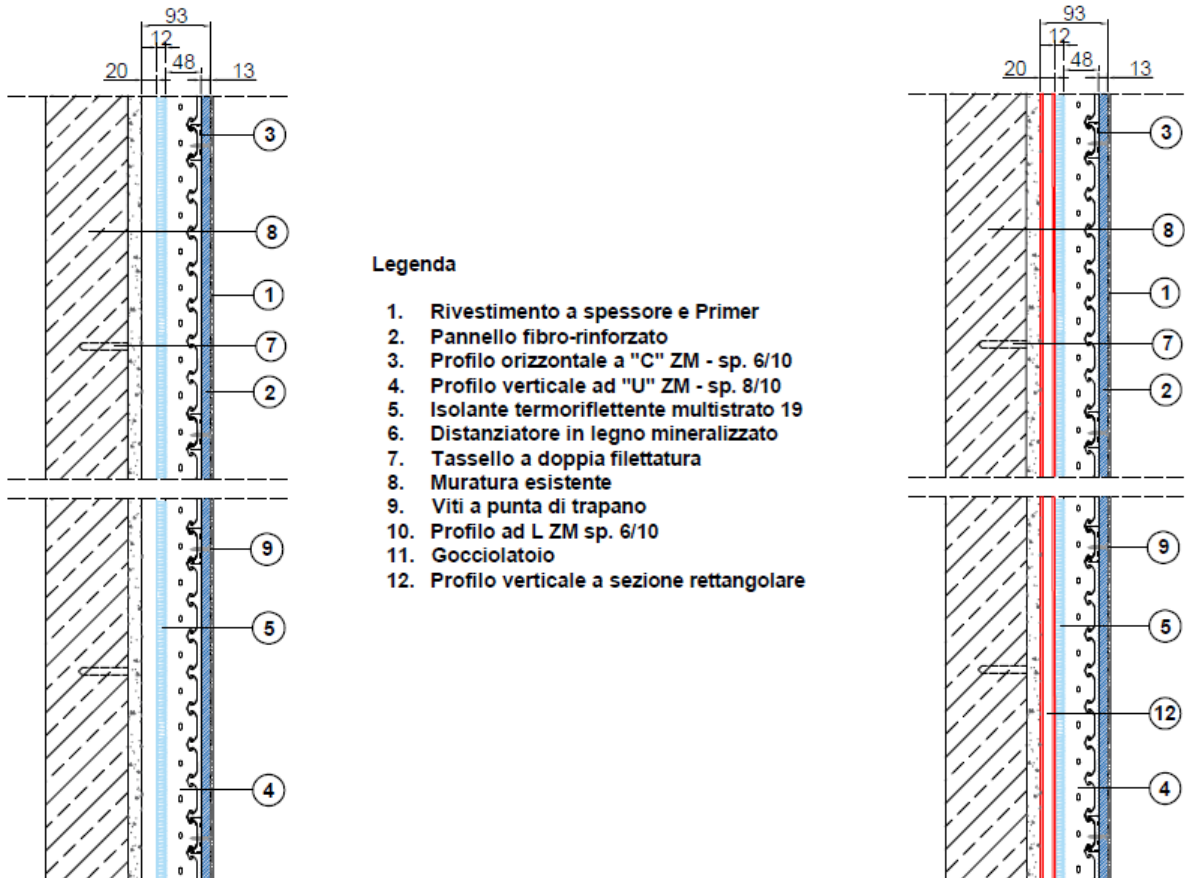 93
12
20 48 13
3
8
1
7
2
9
5
4
Legenda
1. Rivestimento a spessore e Primer
2. Pannello fibro-rinforzato
3. Profilo orizzontale a "C" ZM - sp. 6/10
4. Profilo verticale ad "U" ZM - sp. 8/10
5. Isolante termoriflettente multistrato 19
6. Distanziatore in legno mineralizzato
7. Tassello a doppia filettatura
8. Muratura esistente
9. Viti a punta di trapano
10. Profilo ad L ZM sp. 6/10
11. Gocciolatoio
12. Profilo verticale a sezione rettangolare
93
12
20 48 13
3
8
1
7
2
9
5
12
4